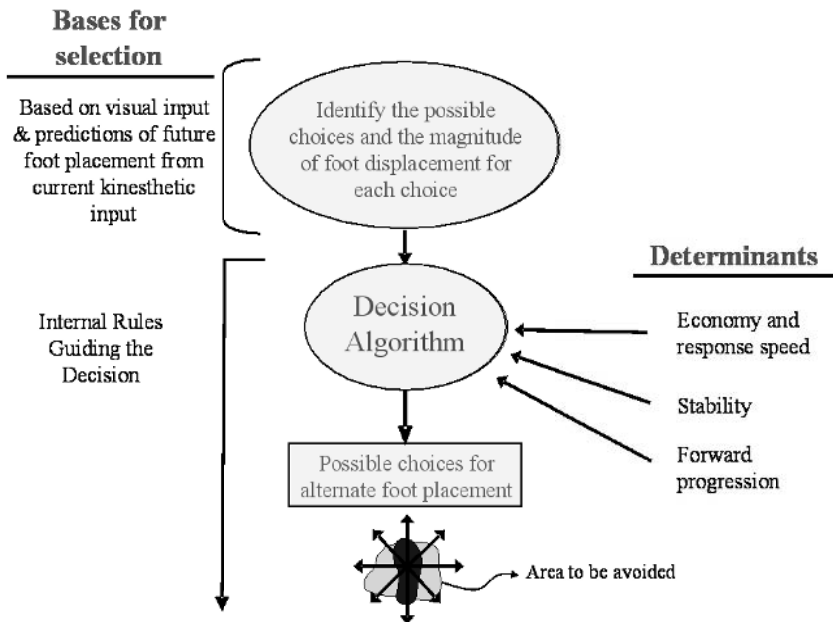 Bases for
selection
Based on visual input
& predictions of future
foot placement from
current kinesthetic
input
Identify the possible
choices and the magnitude
of foot displacement for
each choice
Internal Rules
Guiding the
Decision
Decision
Algorithm
Determinants
Economy and
response speed
Stability
Forward
progression
Possible choices for
alternate foot placement
Area to be avoided